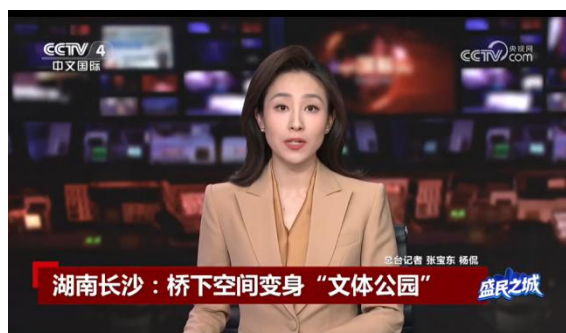 CCTV 4
中文国际
CCTV 央视网
com
总台记者 张宝东 杨侃
湖南长沙：桥下空间变身“文体公园”
盛民之城